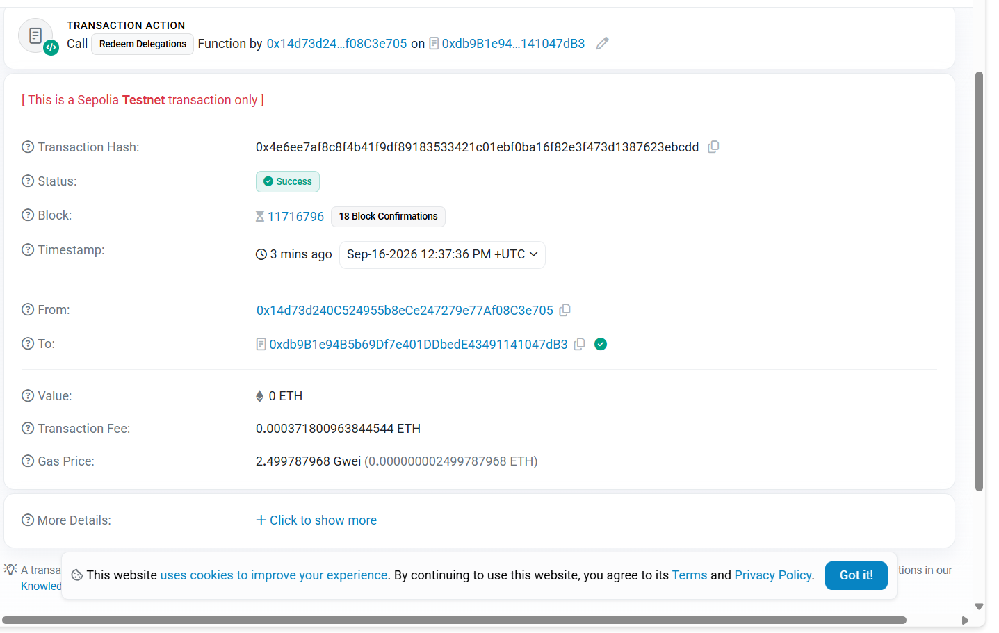 TRANSACTION ACTION
Call Redeem Delegations Function by 0x14d73d24...f08C3e705 on 0xdb9B1e94...141047dB3
[ This is a Sepolia Testnet transaction only ]
Transaction Hash: 0x4e6ee7af8c8f4b41f9df89183533421c01ebf0ba16f82e3f473d1387623ebcdd
Status: Success
Block: 11716796 18 Block Confirmations
Timestamp: 3 mins ago Sep-16-2026 12:37:36 PM +UTC
From: 0x14d73d240C524955b8eCe247279e77Af08C3e705
To: 0xdb9B1e94B5b69Df7e401DDbedE43491141047dB3
Value: 0 ETH
Transaction Fee: 0.000371800963844544 ETH
Gas Price: 2.499787968 Gwei (0.000000002499787968 ETH)
More Details: + Click to show more
A transa
Knowled
This website uses cookies to improve your experience. By continuing to use this website, you agree to its Terms and Privacy Policy. Got it!
tions in our